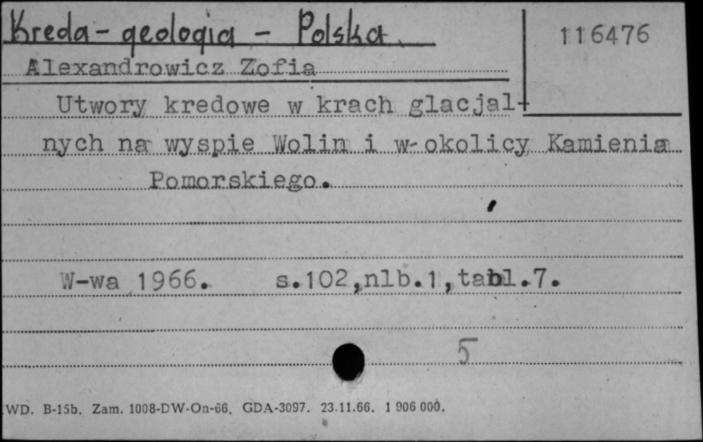 Kreda - geologia - Polska
116476
Alexandrowicz Zofia
Utwory kredowe w krach glacjal-
nych na wyspie Wolin i w okolicy Kamienia
Pomorskiego.
W-wa 1966. s.102,nlb.1,tabl.7.
5
WD. B-15b. Zam. 1008-DW-On-66. GDA-3097. 23.11.66. 1 906 000.